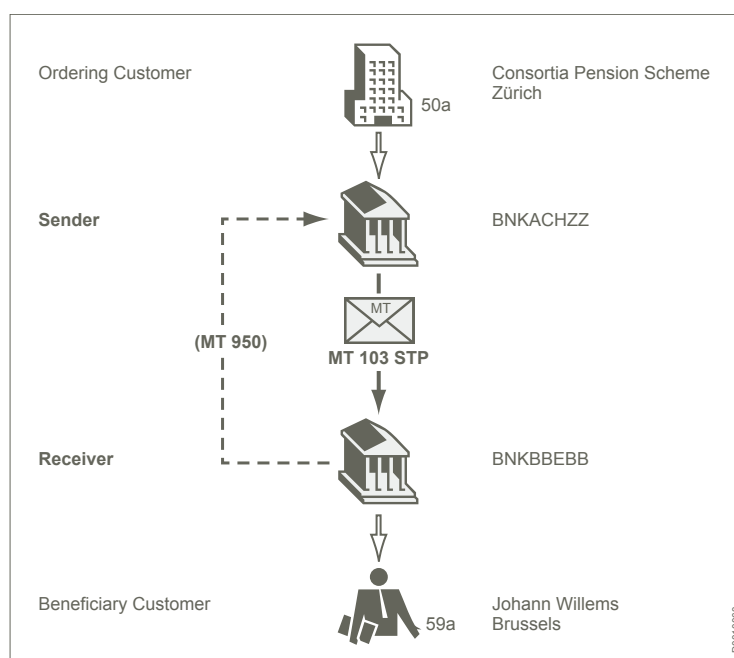 Ordering Customer
50a
Consortia Pension Scheme
Zürich
Sender
BNKACHZZ
MT
(MT 950)
MT 103 STP
Receiver
BNKBBEBB
Beneficiary Customer
59a
Johann Willems
Brussels